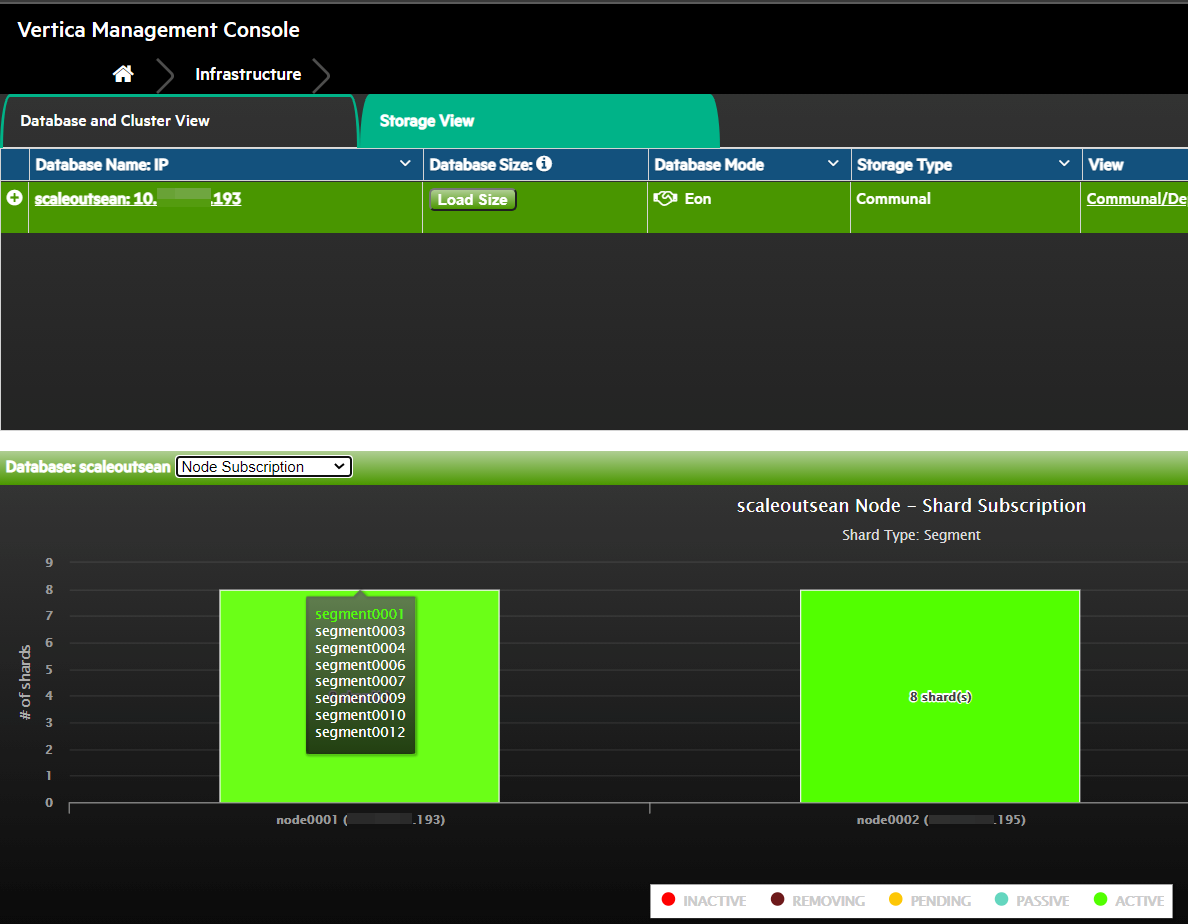 Vertica Management Console
Infrastructure
Database and Cluster View
Storage View
Database Name: IP
Database Size:
Database Mode
Storage Type
View
scaleoutsean: 10. .193
Load Size
Eon
Communal
Communal/De
Database: scaleoutsean
Node Subscription
scaleoutsean Node – Shard Subscription
Shard Type: Segment
# of shards
9
8
7
6
5
4
3
2
1
0
segment0001
segment0003
segment0004
segment0006
segment0007
segment0009
segment0010
segment0012
8 shard(s)
node0001 ( .193)
node0002 ( .195)
INACTIVE
REMOVING
PENDING
PASSIVE
ACTIVE